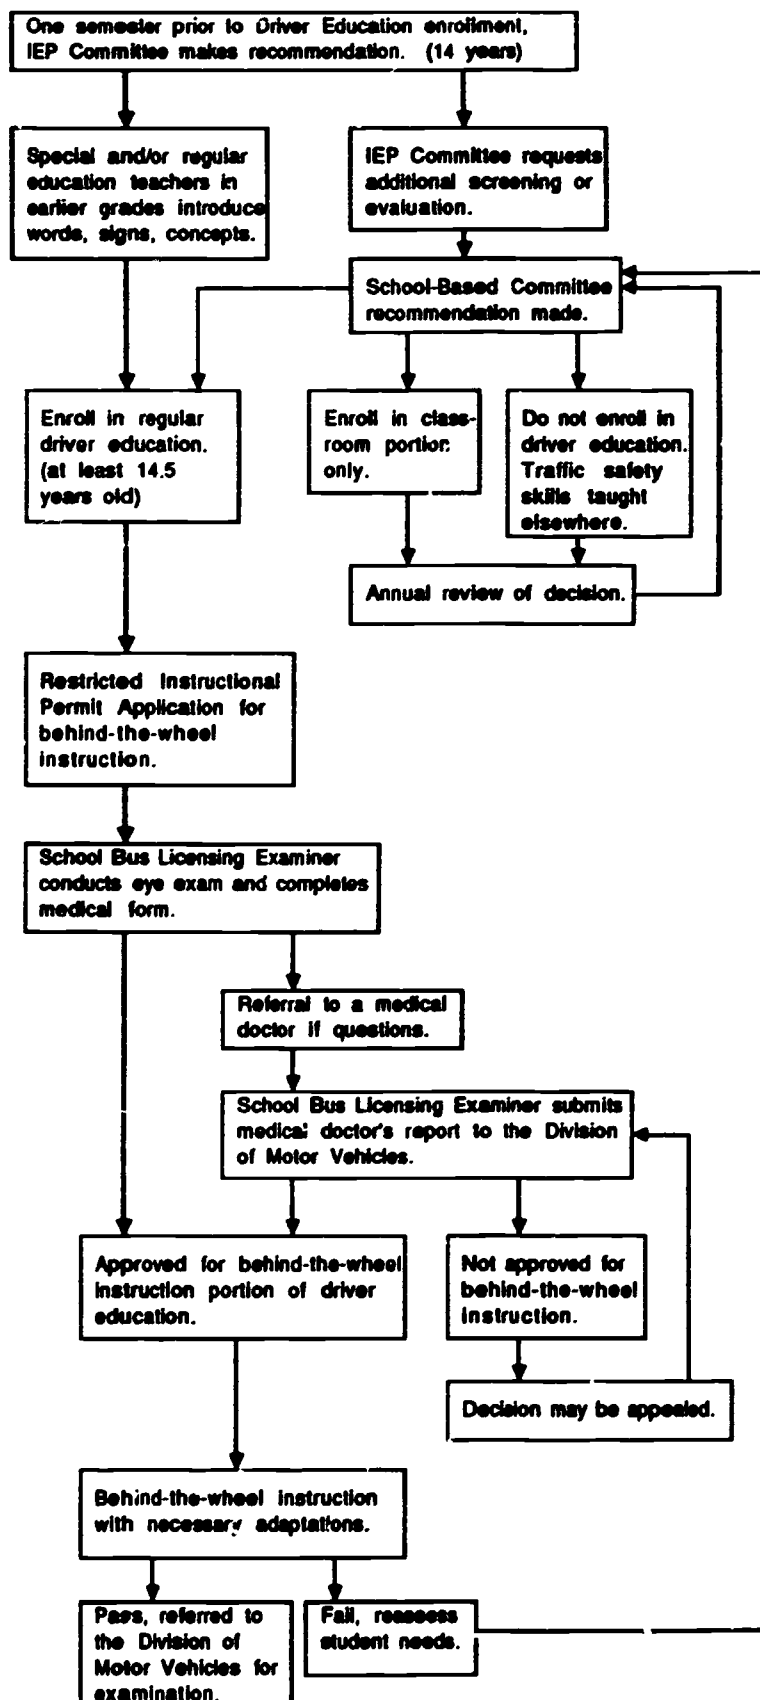 One semester prior to Driver Education enrollment,
IEP Committee makes recommendation. (14 years)
Special and/or regular
education teachers in
earlier grades introduce
words, signs, concepts.
IEP Committee requests
additional screening or
evaluation.
School-Based Committee
recommendation made.
Enroll in regular
driver education.
(at least 14.5
years old)
Enroll in class-
room portion
only.
Do not enroll in
driver education.
Traffic safety
skills taught
elsewhere.
Annual review of decision.
Restricted Instructional
Permit Application for
behind-the-wheel
instruction.
School Bus Licensing Examiner
conducts eye exam and completes
medical form.
Referral to a medical
doctor if questions.
School Bus Licensing Examiner submits
medical doctor's report to the Division
of Motor Vehicles.
Approved for behind-the-wheel
instruction portion of driver
education.
Not approved for
behind-the-wheel
instruction.
Decision may be appealed.
Behind-the-wheel instruction
with necessary adaptations.
Pass, referred to
the Division of
Motor Vehicles for
examination.
Fail, reassess
student needs.